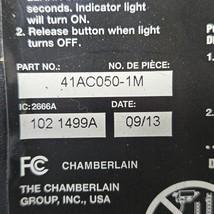 seconds. Indicator light
will turn ON.
2. Release button when light
turns OFF.
PART NO.: NO. DE PIÈCE:
41AC050-1M
IC: 2666A DATE:
102 1499A 09/13
FC CHAMBERLAIN
THE CHAMBERLAIN
GROUP, INC., USA